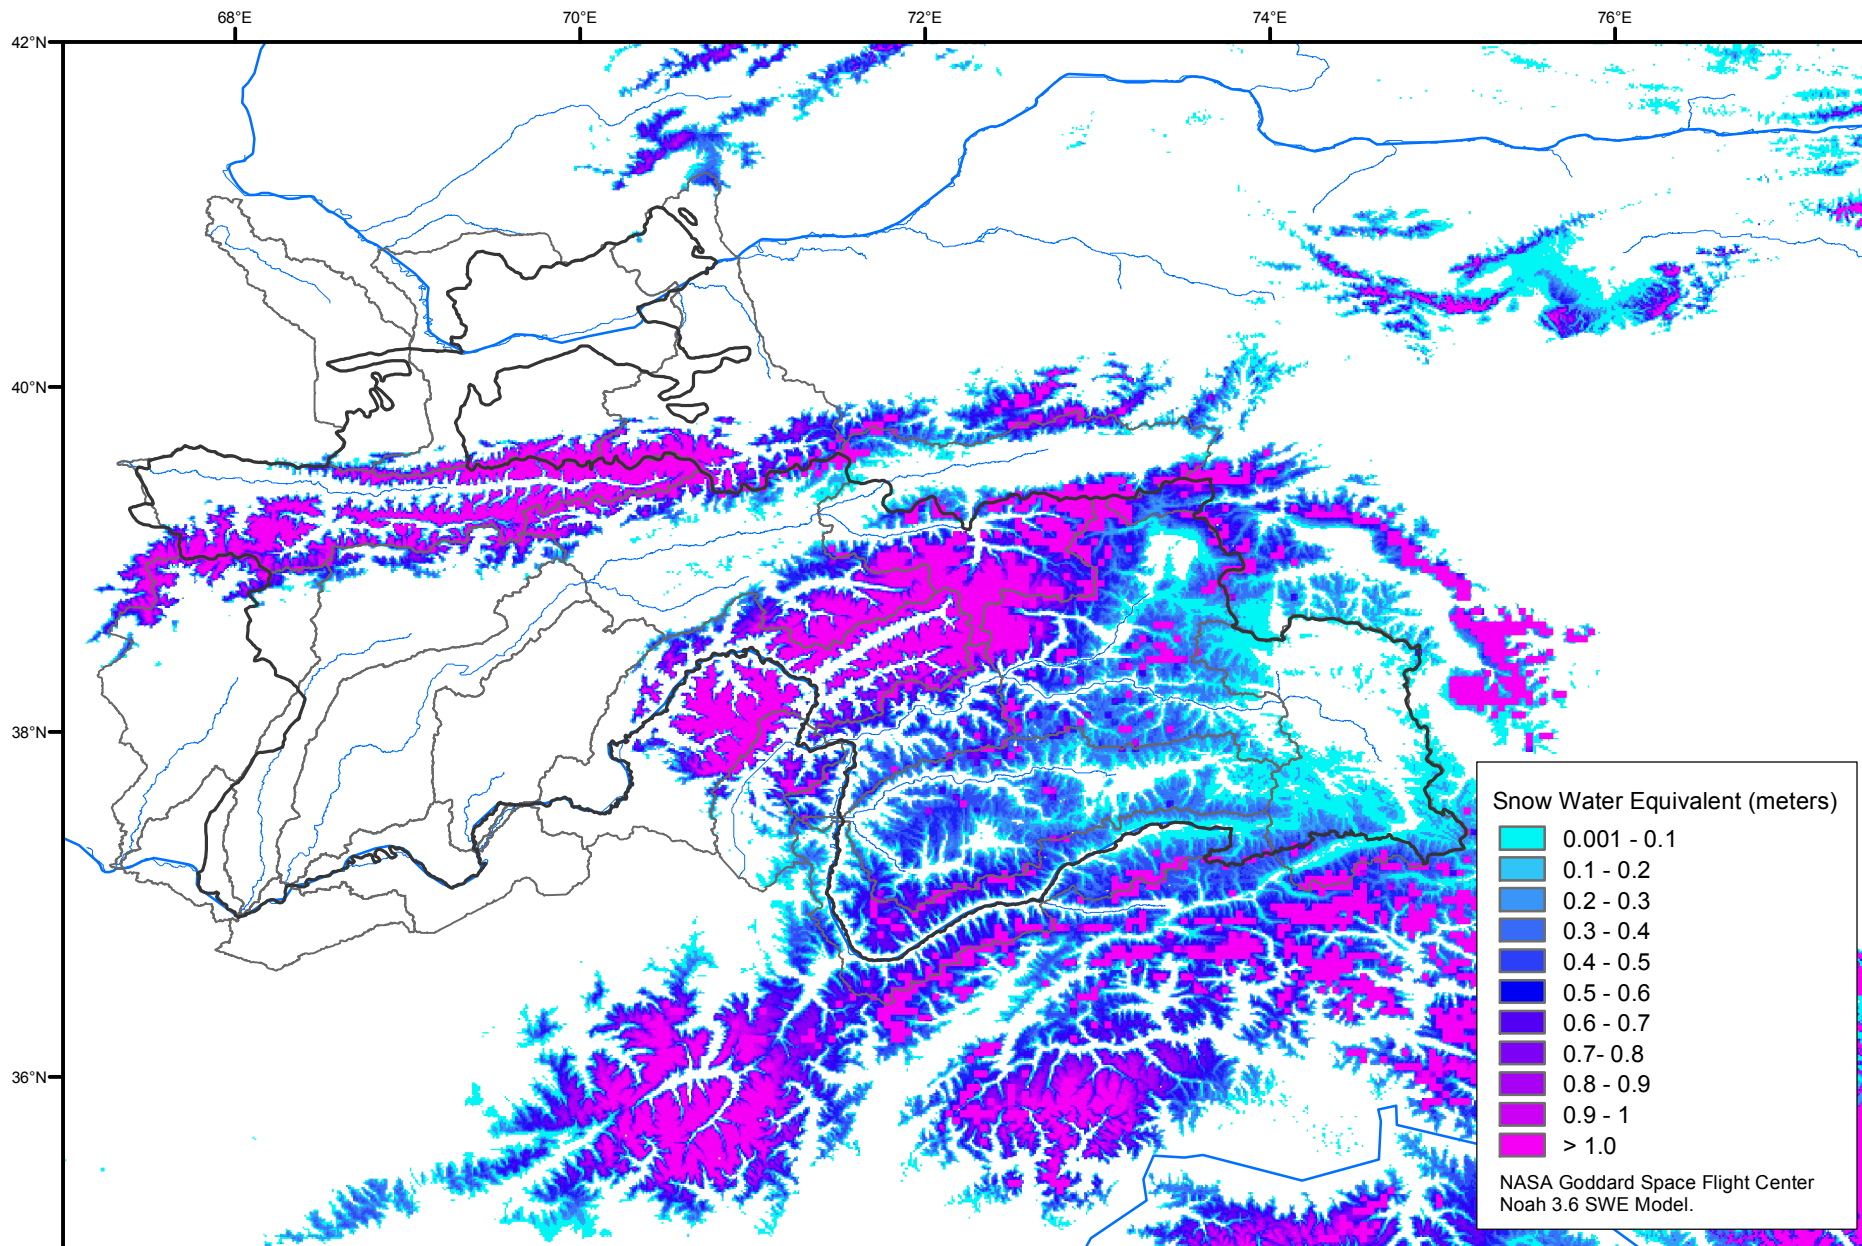 68°E
70°E
72°E
74°E
76°E
42°N
40°N
38°N
36°N
Snow Water Equivalent (meters)
0.001 - 0.1
0.1 - 0.2
0.2 - 0.3
0.3 - 0.4
0.4 - 0.5
0.5 - 0.6
0.6 - 0.7
0.7- 0.8
0.8 - 0.9
0.9 - 1
> 1.0
NASA Goddard Space Flight Center
Noah 3.6 SWE Model.